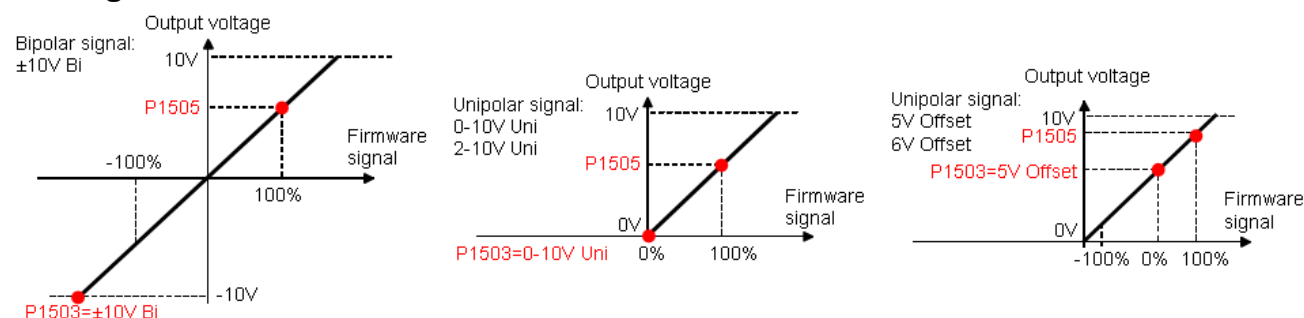 Output voltage
Bipolar signal:
±10V Bi
10V
P1505
Firmware
signal
-100%
100%
-10V
P1503=±10V Bi
Output voltage
Unipolar signal:
0-10V Uni
2-10V Uni
10V
P1505
Firmware
signal
0V
P1503=0-10V Uni
0%
100%
Output voltage
Unipolar signal:
5V Offset
6V Offset
10V
P1505
P1503=5V Offset
Firmware
signal
0V
-100%
0%
100%